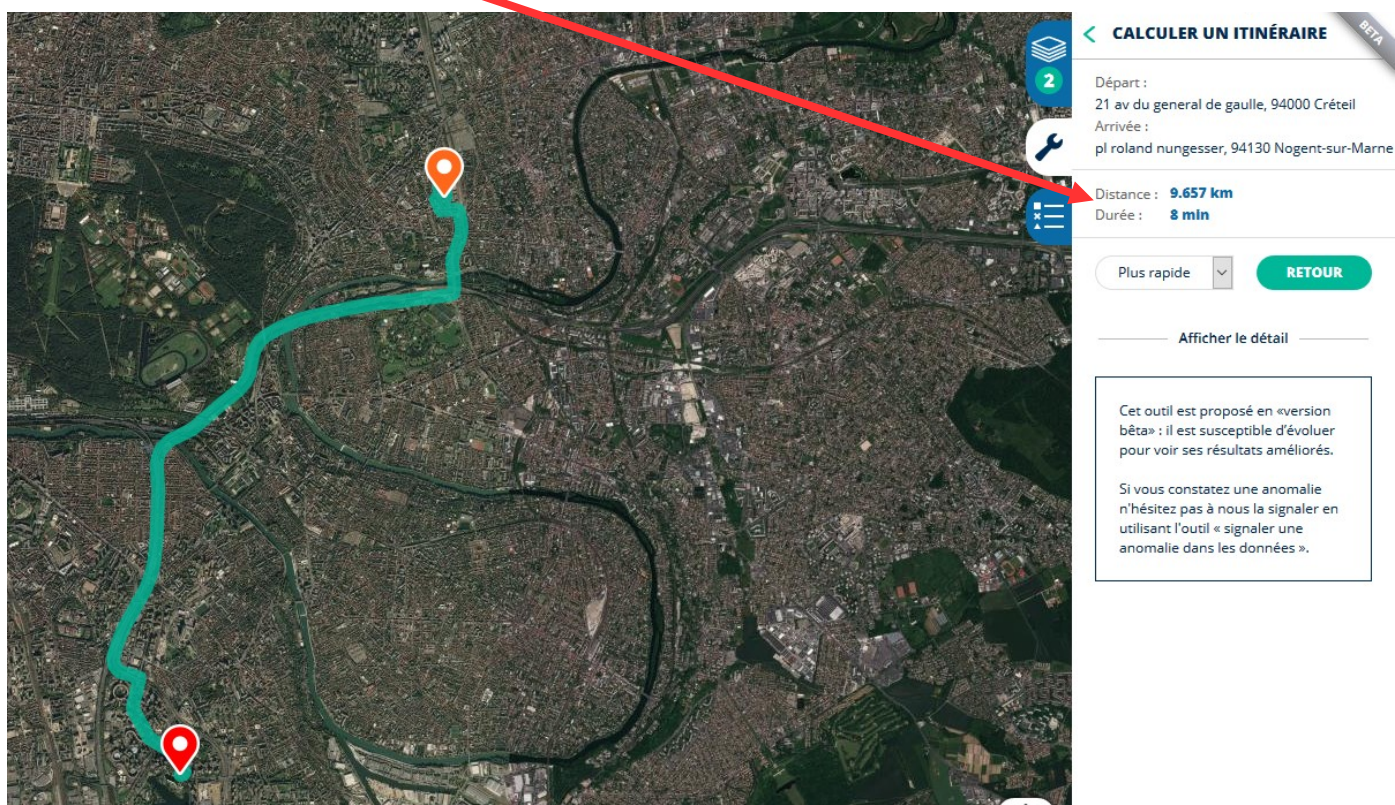 2
CALCULER UN ITINÉRAIRE
BETA
Départ :
21 av du general de gaulle, 94000 Créteil
Arrivée :
pl roland nungesser, 94130 Nogent-sur-Marne
Distance : 9.657 km
Durée : 8 min
Plus rapide
RETOUR
Afficher le détail
Cet outil est proposé en «version
bêta» : il est susceptible d'évoluer
pour voir ses résultats améliorés.
Si vous constatez une anomalie
n'hésitez pas à nous la signaler en
utilisant l'outil « signaler une
anomalie dans les données ».